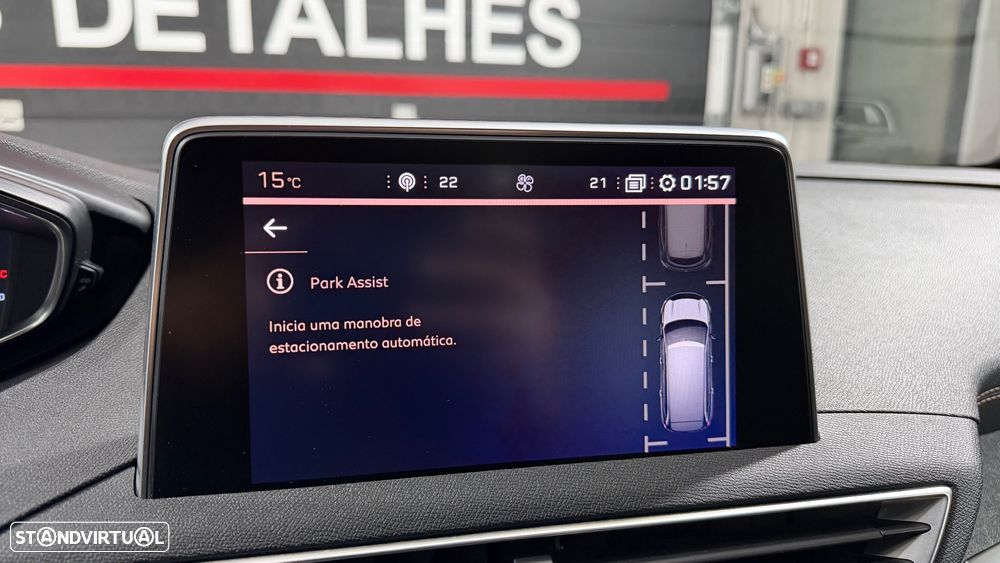 DETALHES
15°C
22
21
01:57
Park Assist
Inicia uma manobra de
estacionamento automática.
STANDVIRTUAL